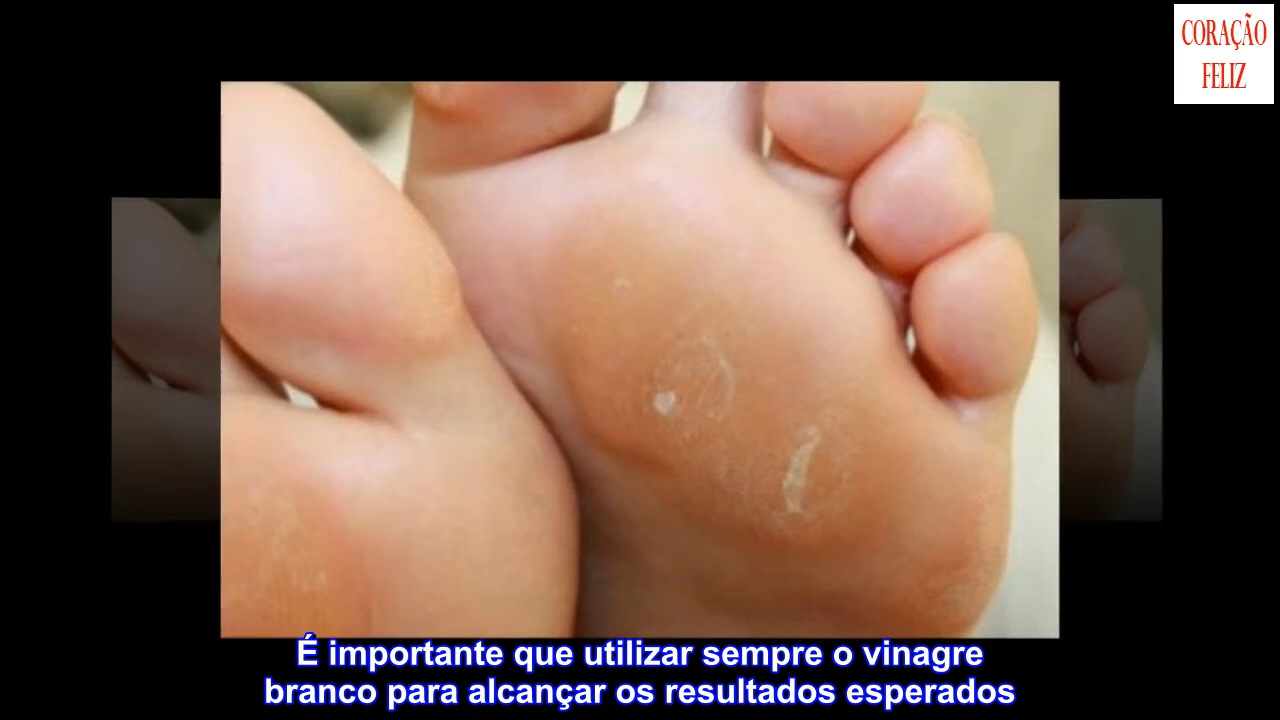 CORAÇÃO
FELIZ
É importante que utilizar sempre o vinagre
branco para alcançar os resultados esperados